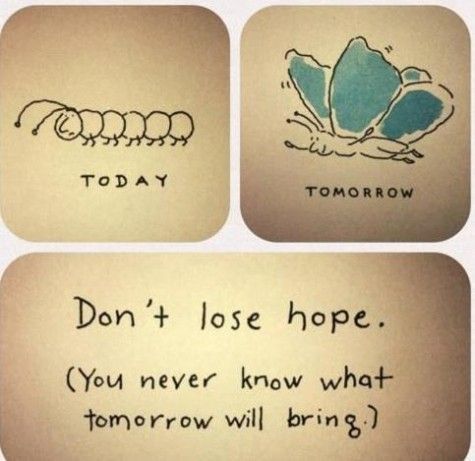 TODAY
TOMORROW
Don't lose hope.
(You never know what
tomorrow will bring.)